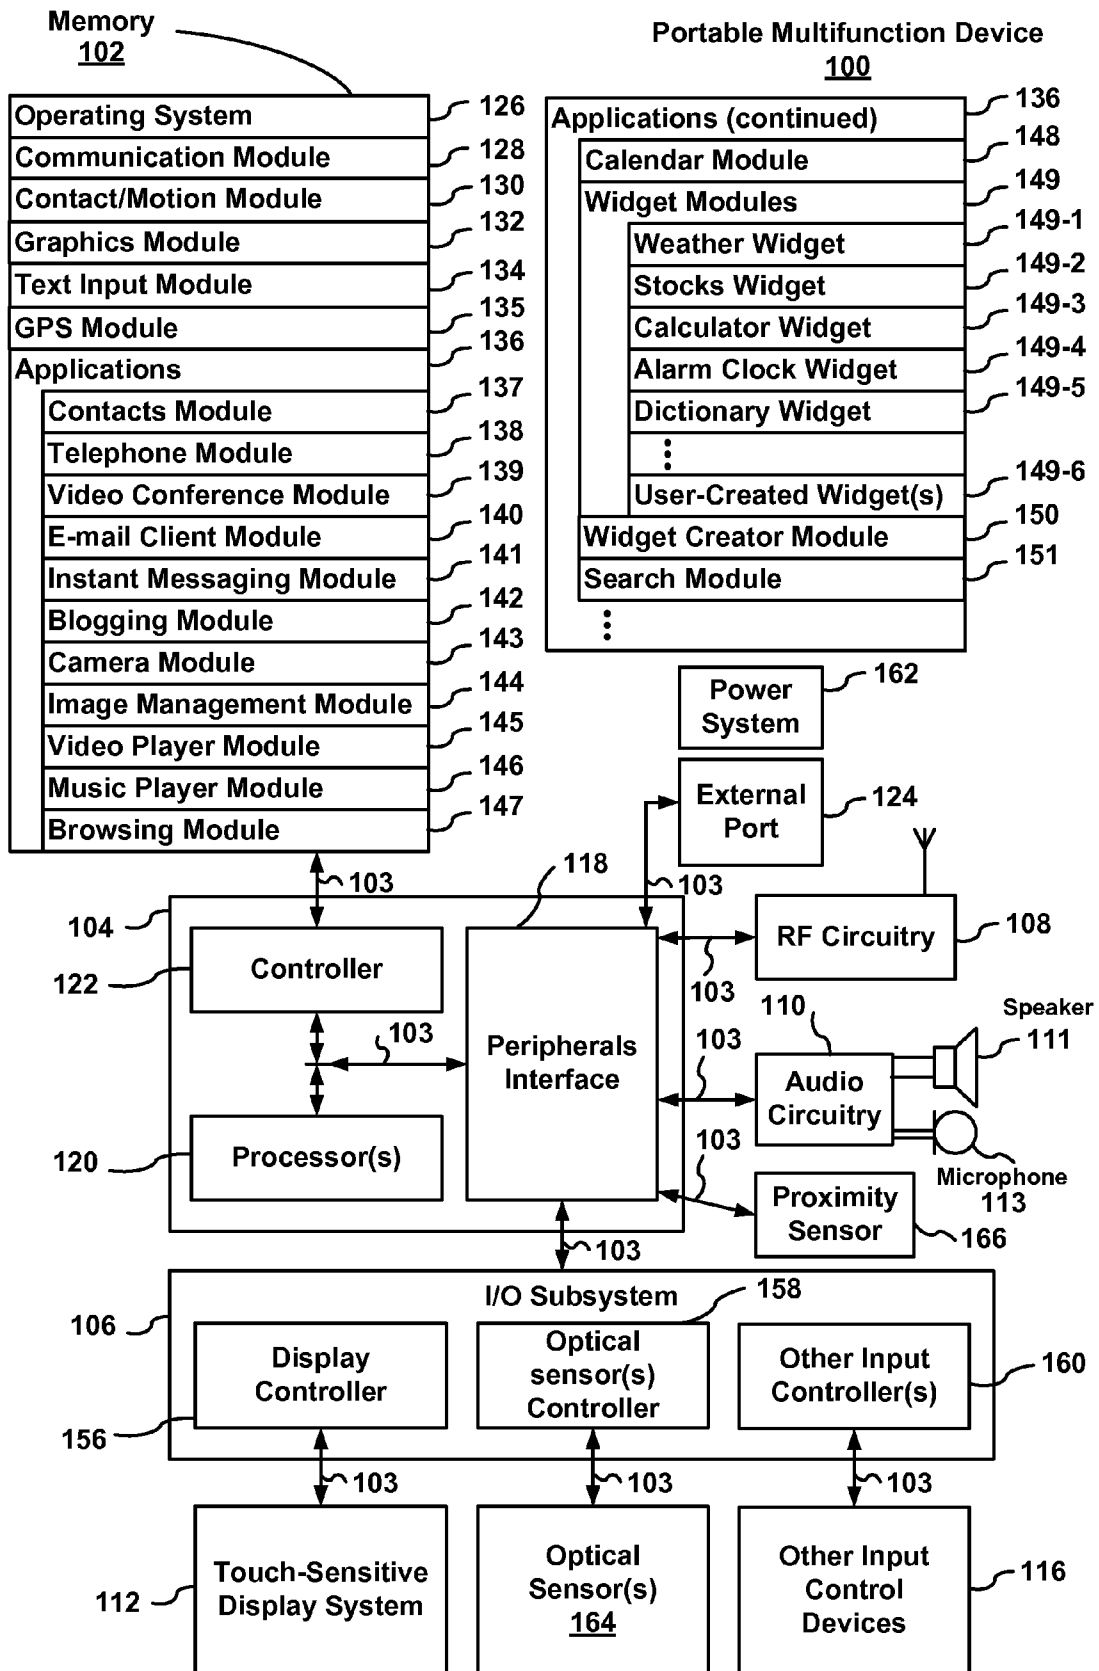 Memory
102
Portable Multifunction Device
100
Operating System 126
Communication Module 128
Contact/Motion Module 130
Graphics Module 132
Text Input Module 134
GPS Module 135
Applications 136
Contacts Module 137
Telephone Module 138
Video Conference Module 139
E-mail Client Module 140
Instant Messaging Module 141
Blogging Module 142
Camera Module 143
Image Management Module 144
Video Player Module 145
Music Player Module 146
Browsing Module 147
Applications (continued) 136
Calendar Module 148
Widget Modules 149
Weather Widget 149-1
Stocks Widget 149-2
Calculator Widget 149-3
Alarm Clock Widget 149-4
Dictionary Widget 149-5
User-Created Widget(s) 149-6
Widget Creator Module 150
Search Module 151
Power
System
162
External
Port
124
103
118
103
104
Controller
122
103
Processor(s)
120
Peripherals
Interface
103
RF Circuitry
108
103
110
Audio
Circuitry
Speaker
111
Microphone
113
103
Proximity
Sensor
166
103
I/O Subsystem
158
106
Display
Controller
156
Optical
sensor(s)
Controller
Other Input
Controller(s)
160
103
103
103
Touch-Sensitive
Display System
112
Optical
Sensor(s)
164
Other Input
Control
Devices
116